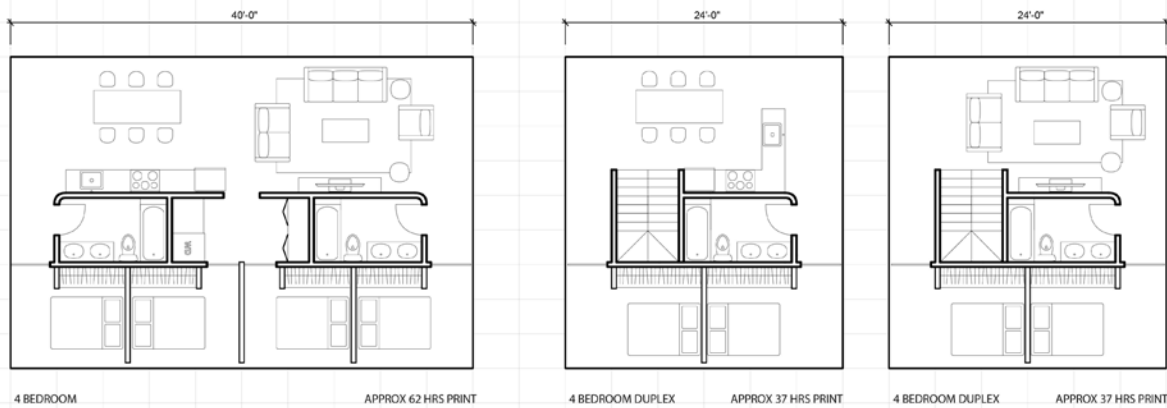 40'-0"
24'-0"
24'-0"
WD
4 BEDROOM
APPROX 62 HRS PRINT
4 BEDROOM DUPLEX
APPROX 37 HRS PRINT
4 BEDROOM DUPLEX
APPROX 37 HRS PRINT